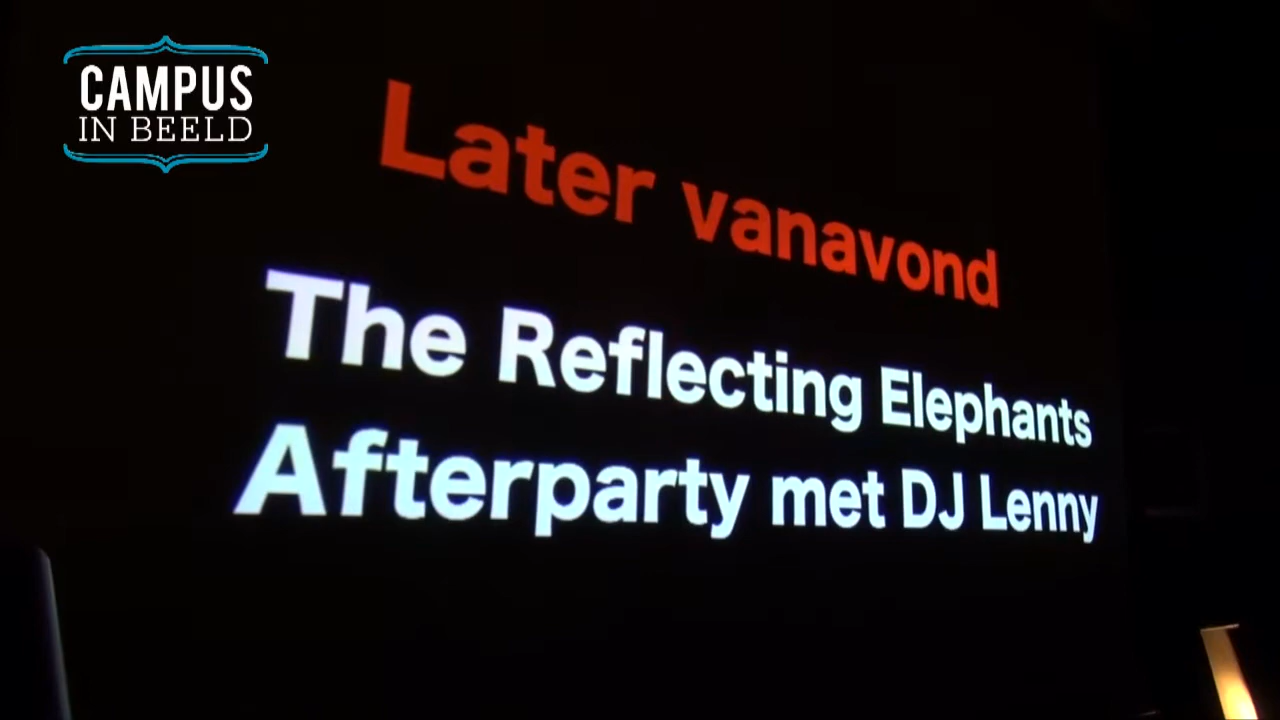 CAMPUS
IN BEELD
Later vanavond
The Reflecting Elephants
Afterparty met DJ Lenny